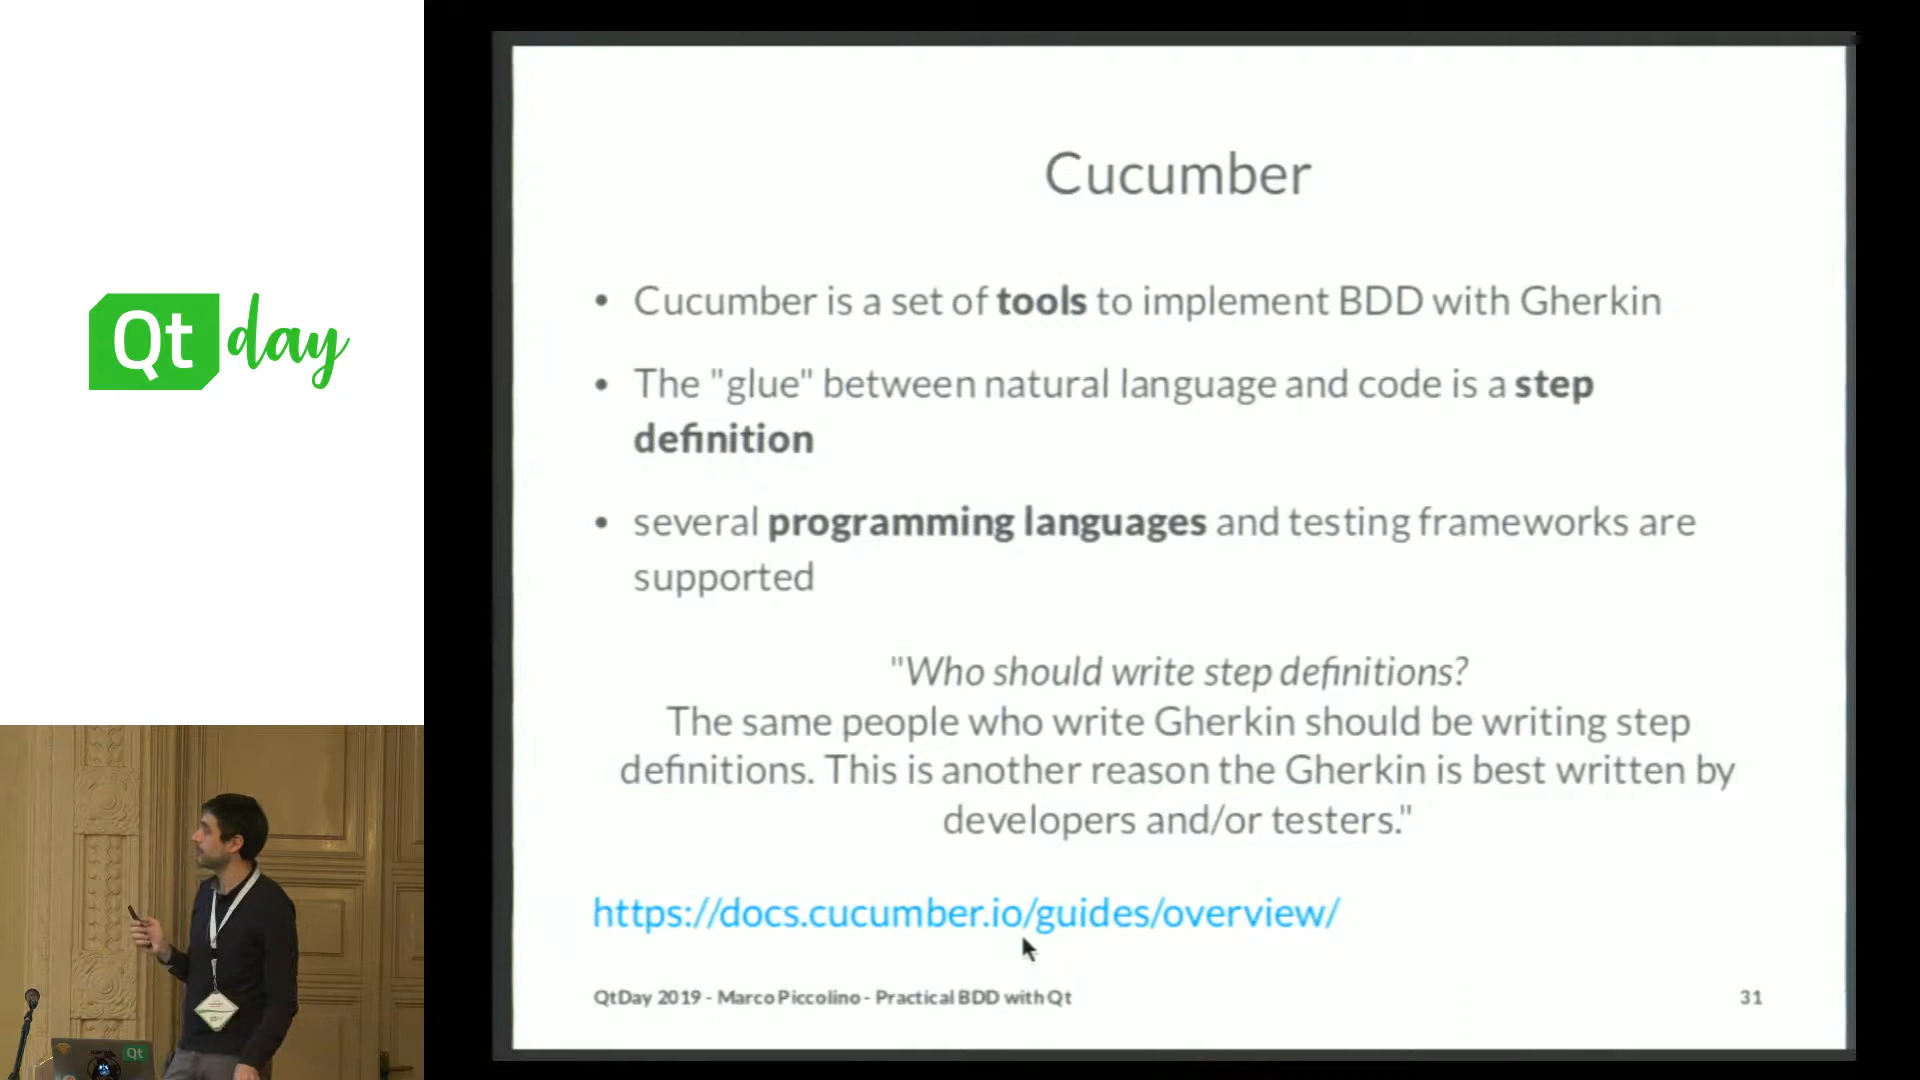 Qt day
Cucumber
• Cucumber is a set of tools to implement BDD with Gherkin
• The "glue" between natural language and code is a step
definition
• several programming languages and testing frameworks are
supported
"Who should write step definitions?
The same people who write Gherkin should be writing step
definitions. This is another reason the Gherkin is best written by
developers and/or testers."
https://docs.cucumber.io/guides/overview/
QtDay 2019 - Marco Piccolino - Practical BDD with Qt
31
Qt